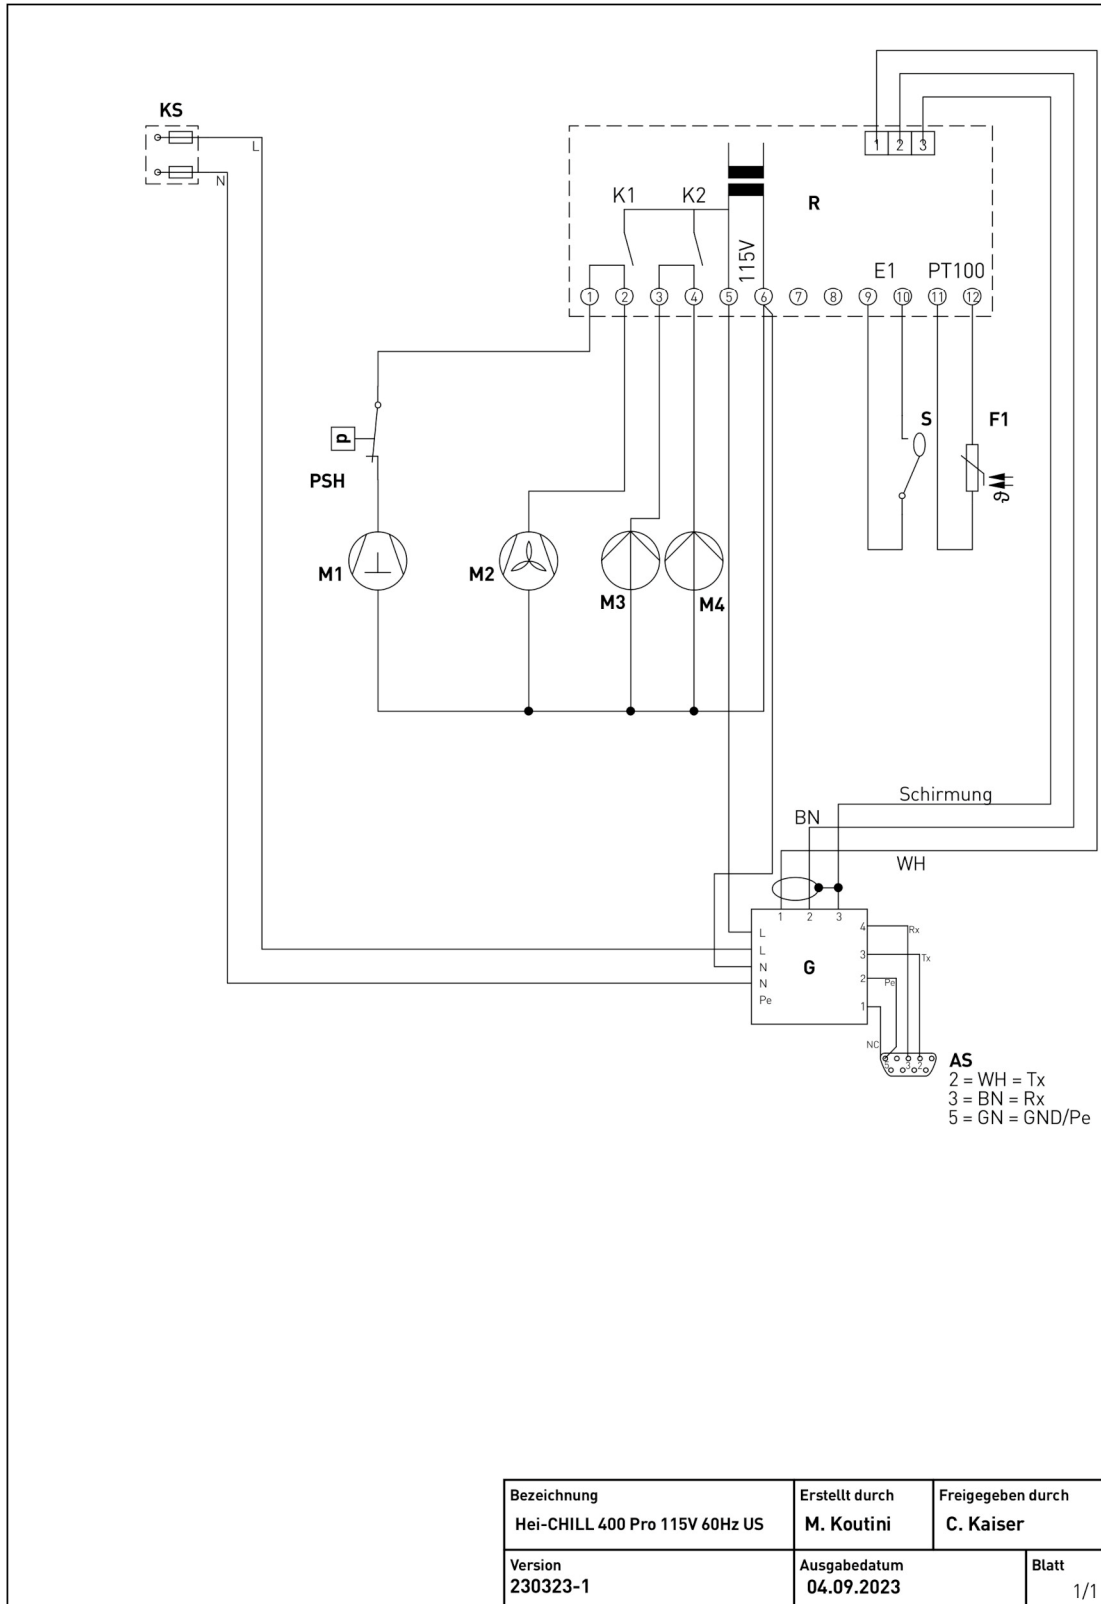 KS
L
N
1 2 3
K1 K2
R
115V
E1 PT100
1 2 3 4 5 6 7 8 9 10 11 12
p
PSH
S
F1
ϑ
M1
M2
M3
M4
Schirmung
BN
WH
1 2 3
L
L
N
N
Pe
G
4
3
2
1
Rx
Tx
Pe
NC
5 3 2
AS
2 = WH = Tx
3 = BN = Rx
5 = GN = GND/Pe
Bezeichnung
Hei-CHILL 400 Pro 115V 60Hz US
Erstellt durch
M. Koutini
Freigegeben durch
C. Kaiser
Version
230323-1
Ausgabedatum
04.09.2023
Blatt
1/1